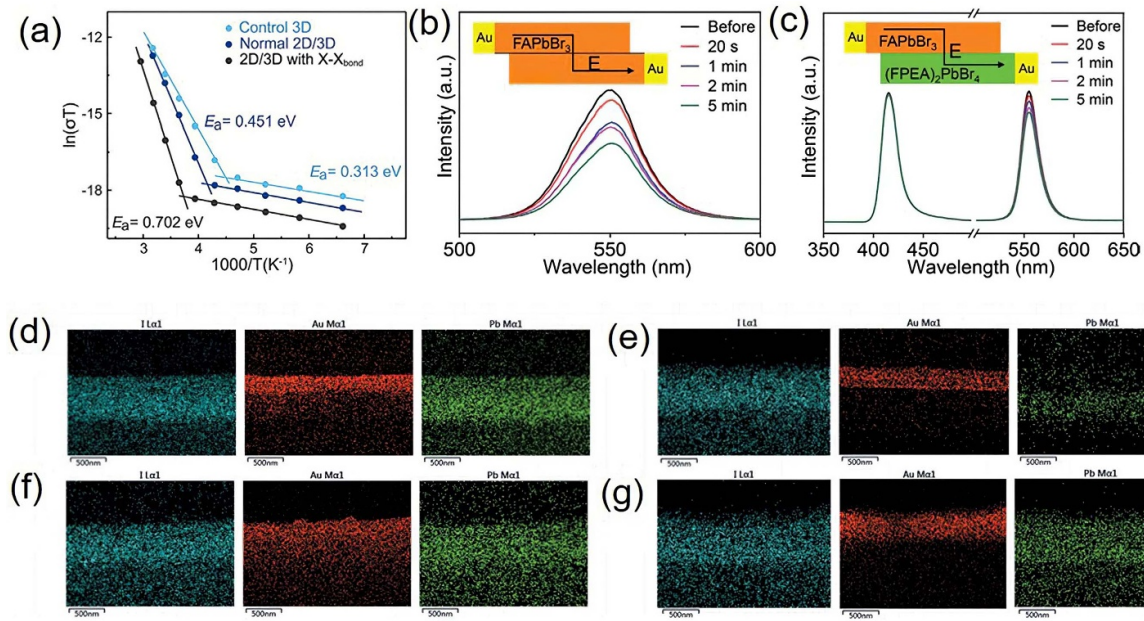 (a)
Control 3D
Normal 2D/3D
2D/3D with X-Xbond
Ea= 0.451 eV
Ea= 0.313 eV
Ea= 0.702 eV
-12
-15
-18
ln(σT)
3 4 5 6 7
1000/T(K-1)
(b)
Au
FAPbBr3
E
Au
Before
20 s
1 min
2 min
5 min
Intensity (a.u.)
500 550 600
Wavelength (nm)
(c)
Au
FAPbBr3
E
(FPEA)2PbBr4
Au
Before
20 s
1 min
2 min
5 min
Intensity (a.u.)
350 400 450 500 550 600 650
Wavelength (nm)
(d)
I Lα1 Au Mα1 Pb Mα1
500nm 500nm 500nm
(e)
I Lα1 Au Mα1 Pb Mα1
500nm 500nm 500nm
(f)
I Lα1 Au Mα1 Pb Mα1
500nm 500nm 500nm
(g)
I Lα1 Au Mα1 Pb Mα1
500nm 500nm 500nm